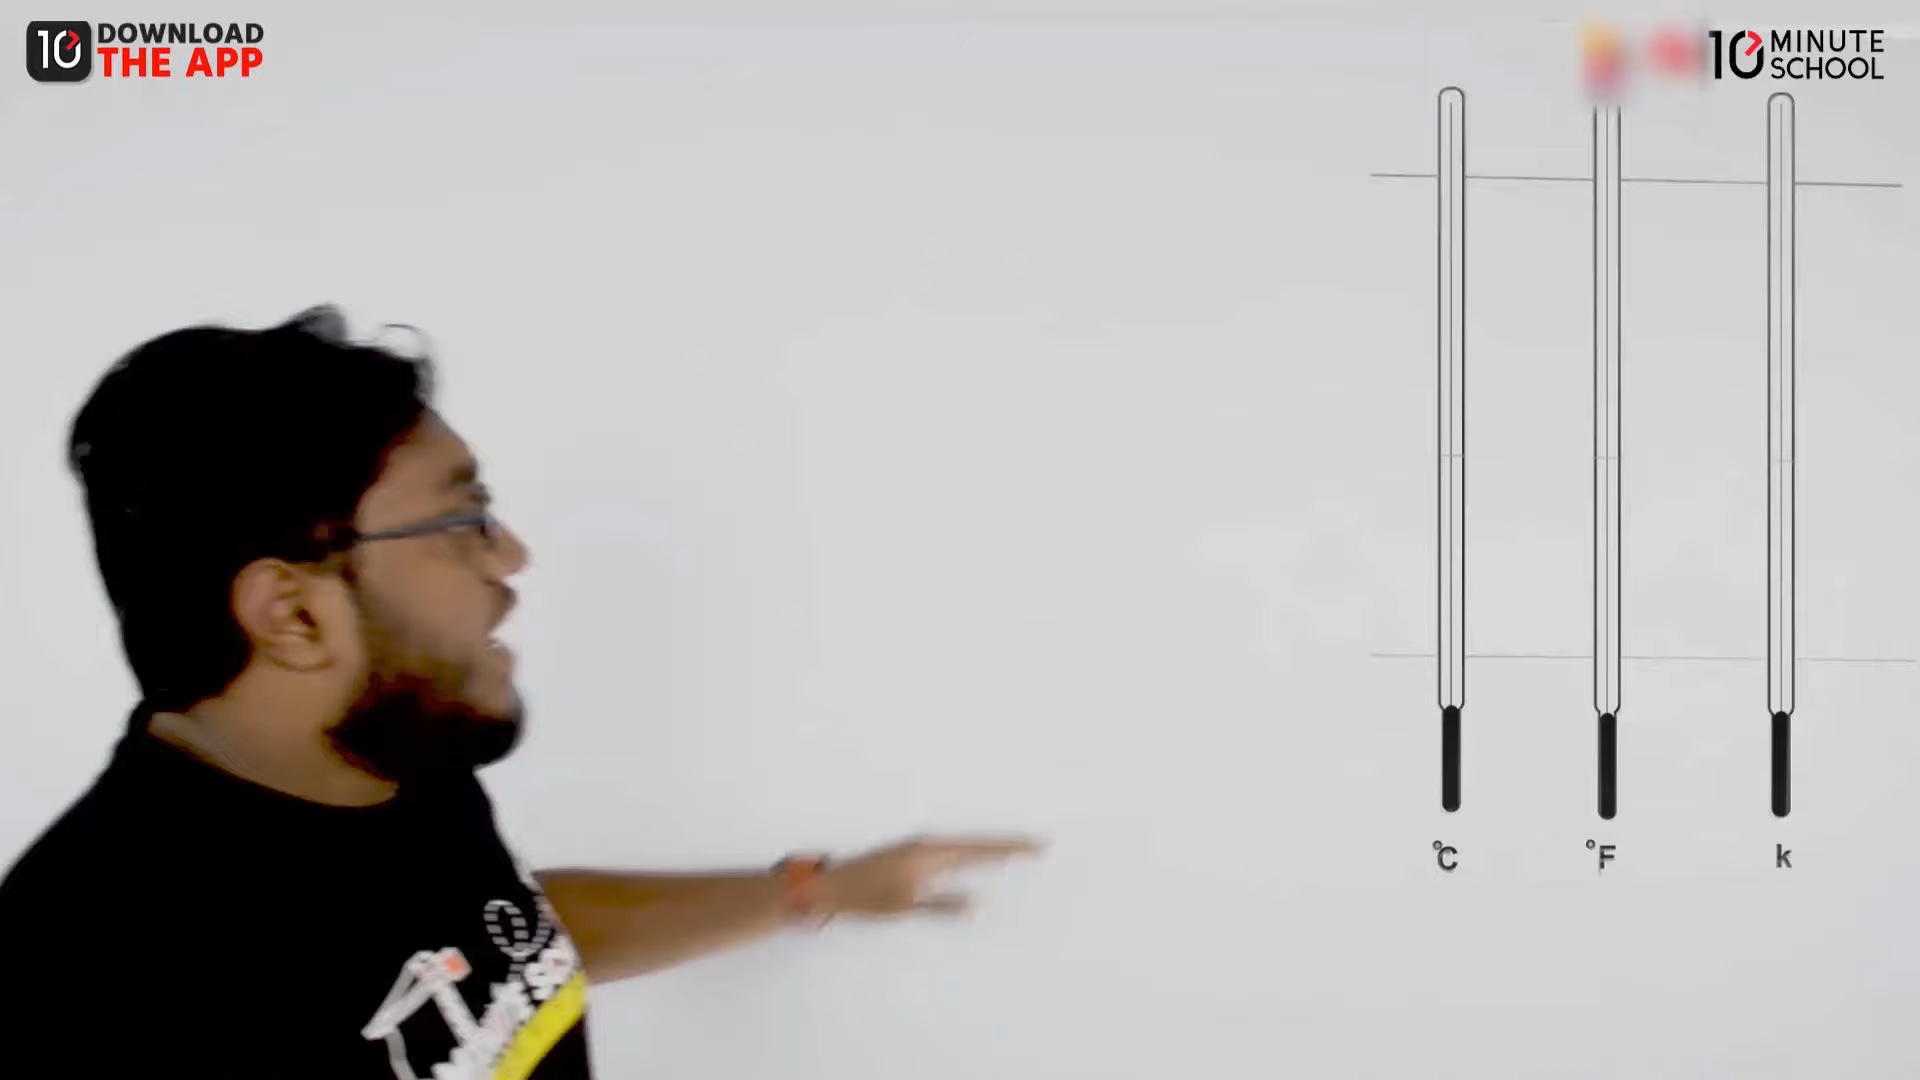 10 DOWNLOAD
THE APP
10 MINUTE
SCHOOL
°C °F k